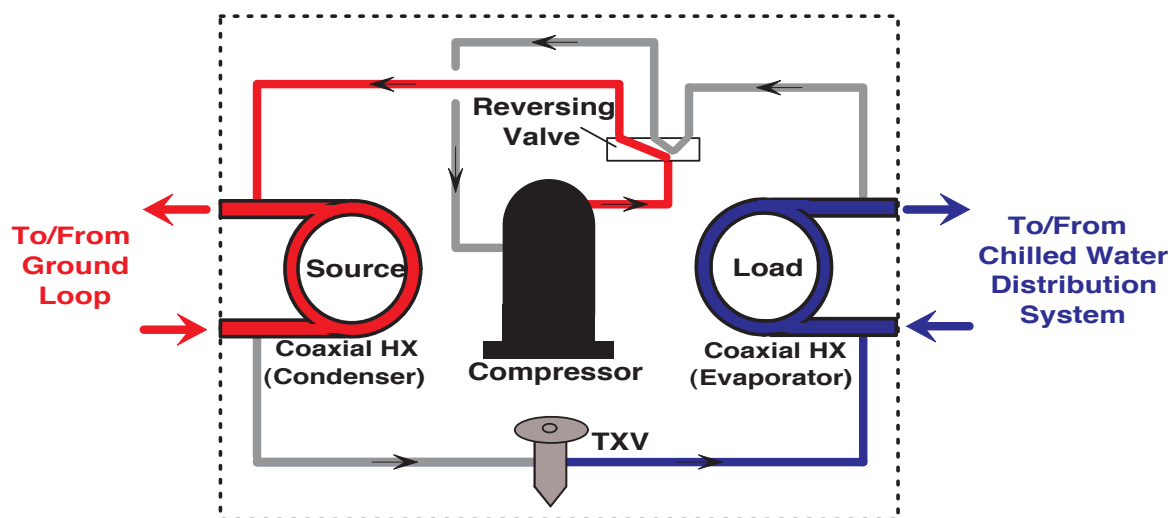 Reversing
Valve
To/From
Ground
Loop
Source
Load
To/From
Chilled Water
Distribution
System
Coaxial HX
(Condenser)
Compressor
Coaxial HX
(Evaporator)
TXV